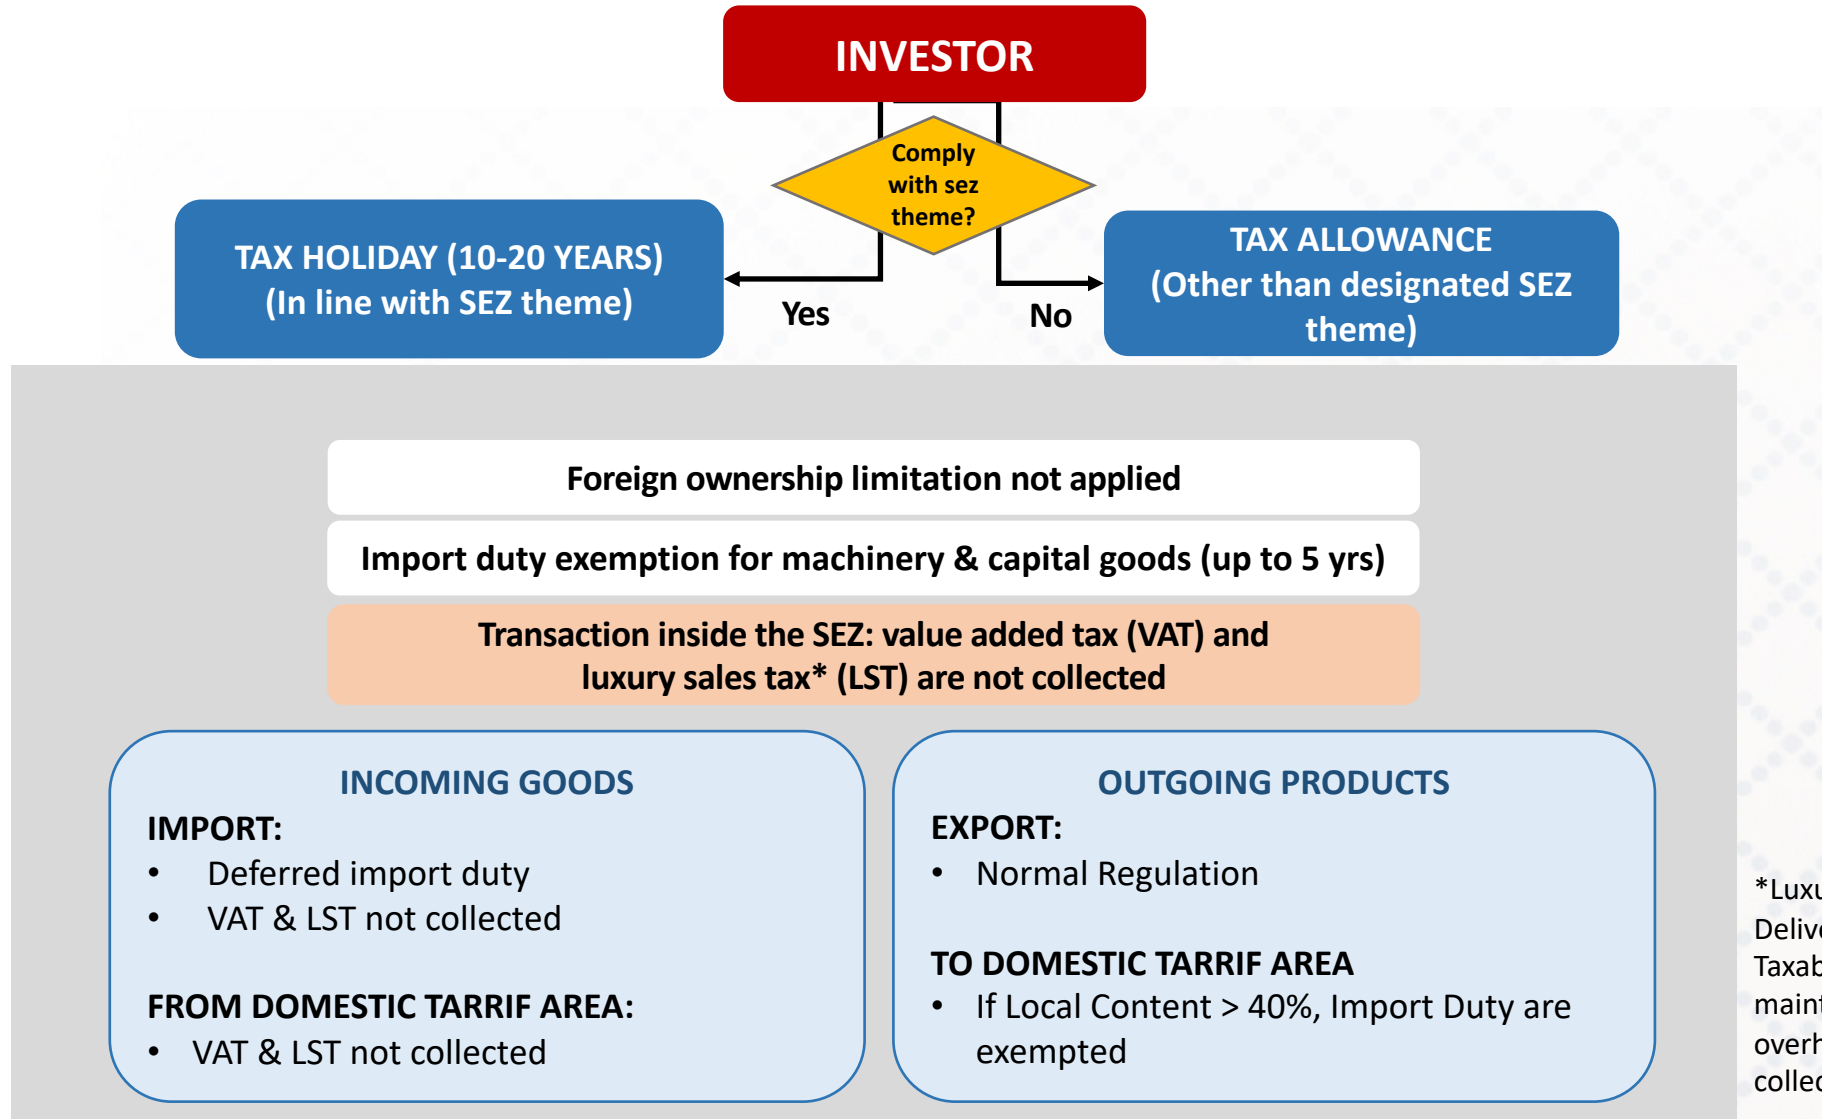 INVESTOR
Comply
with sez
theme?
TAX HOLIDAY (10-20 YEARS)
(In line with SEZ theme)
Yes
No
TAX ALLOWANCE
(Other than designated SEZ
theme)
Foreign ownership limitation not applied
Import duty exemption for machinery & capital goods (up to 5 yrs)
Transaction inside the SEZ: value added tax (VAT) and
luxury sales tax* (LST) are not collected
INCOMING GOODS
IMPORT:
• Deferred import duty
• VAT & LST not collected
FROM DOMESTIC TARRIF AREA:
• VAT & LST not collected
OUTGOING PRODUCTS
EXPORT:
• Normal Regulation
TO DOMESTIC TARRIF AREA
• If Local Content > 40%, Import Duty are
exempted